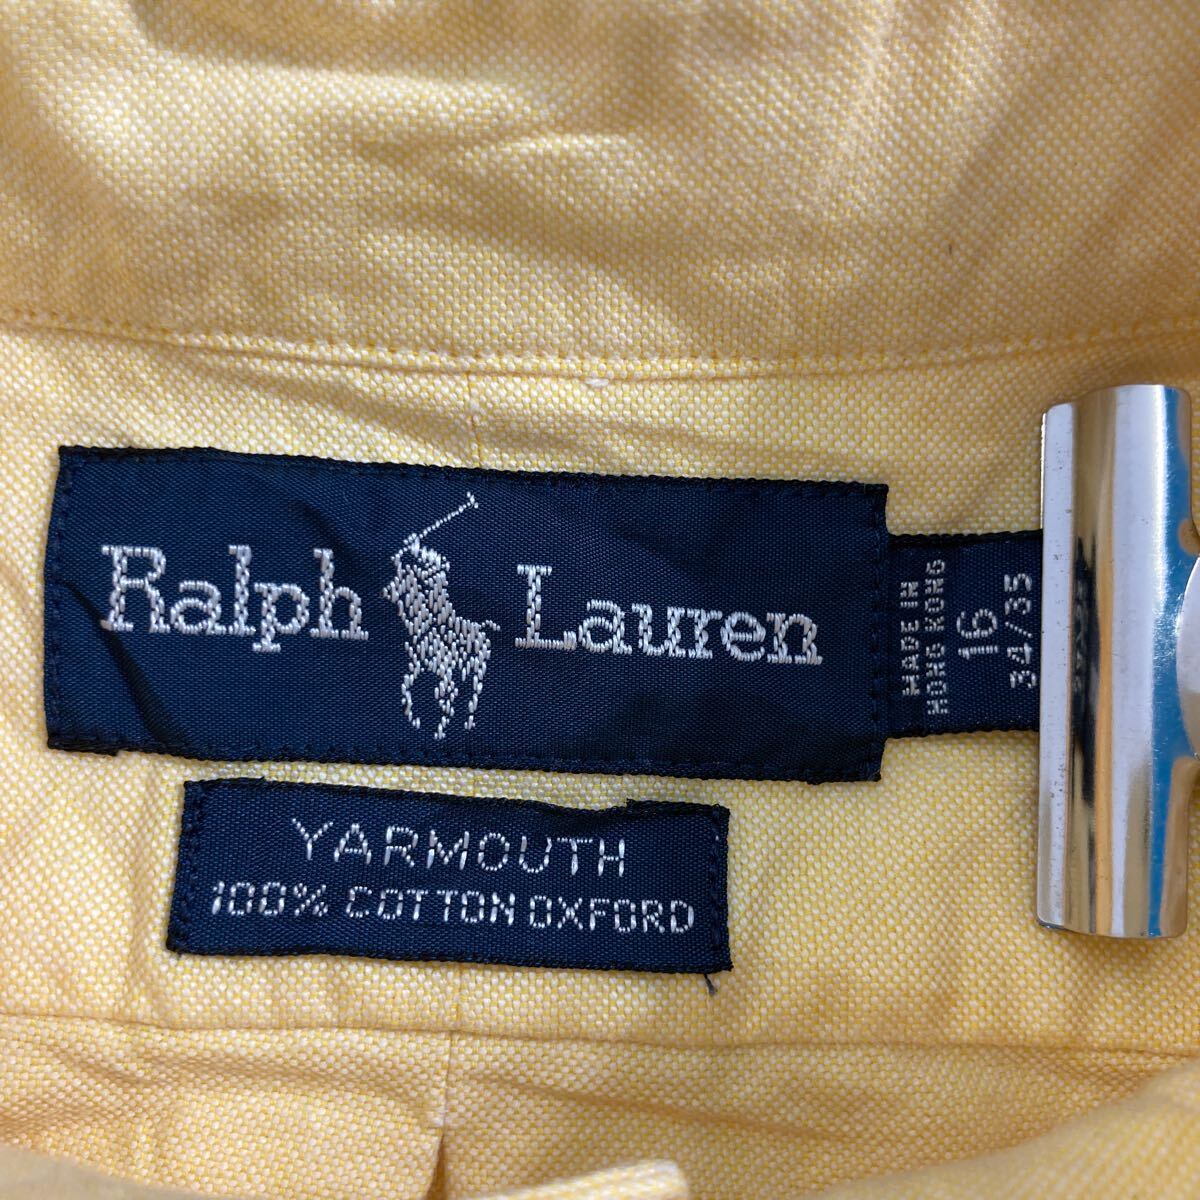 Ralph Lauren
MADE IN
HONG KONG
16
34/35
YARMOUTH
100% COTTON OXFORD